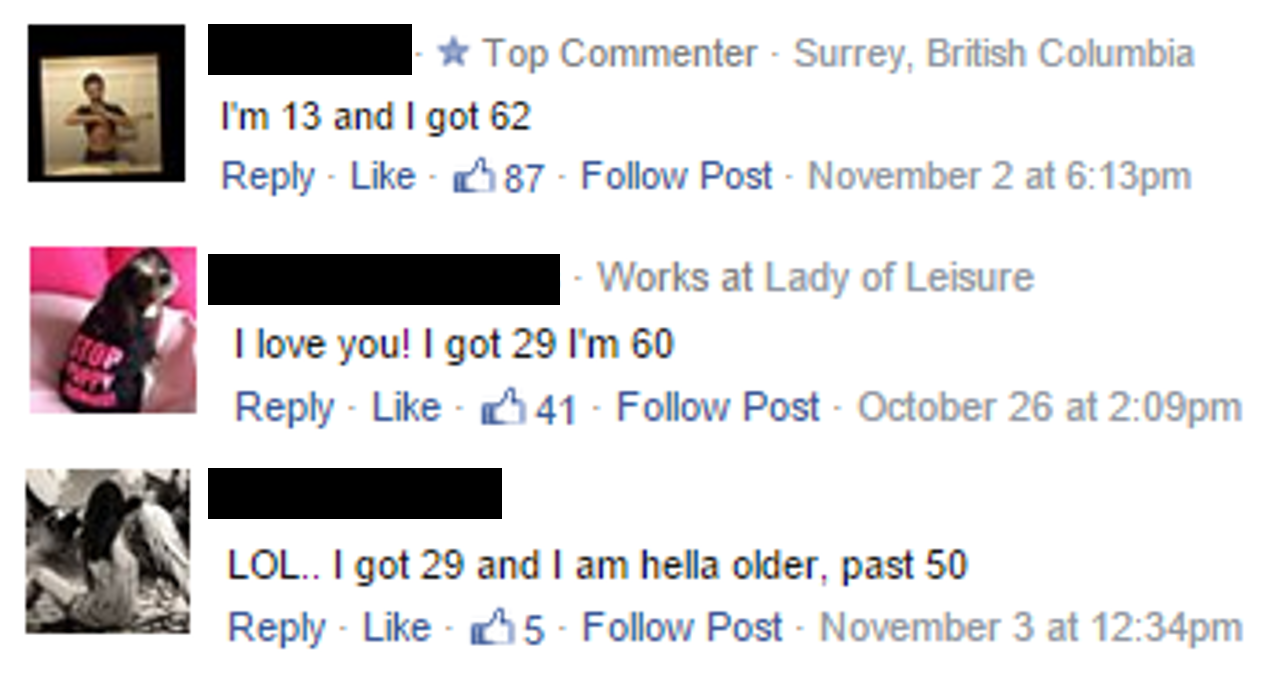 · ★ Top Commenter · Surrey, British Columbia
I'm 13 and I got 62
Reply · Like · 87 · Follow Post · November 2 at 6:13pm
· Works at Lady of Leisure
STOP
PUPPY
I love you! I got 29 I'm 60
Reply · Like · 41 · Follow Post · October 26 at 2:09pm
LOL.. I got 29 and I am hella older, past 50
Reply · Like · 5 · Follow Post · November 3 at 12:34pm